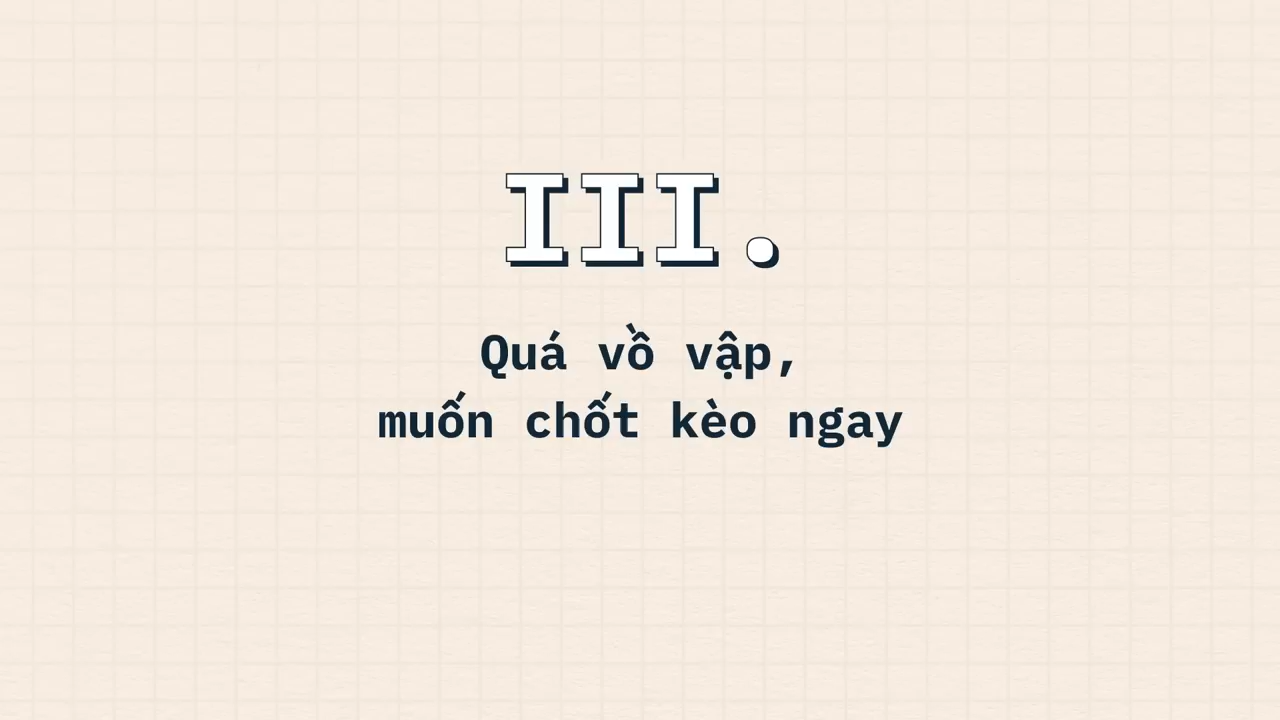 III.
Quá vồ vập,
muốn chốt kèo ngay